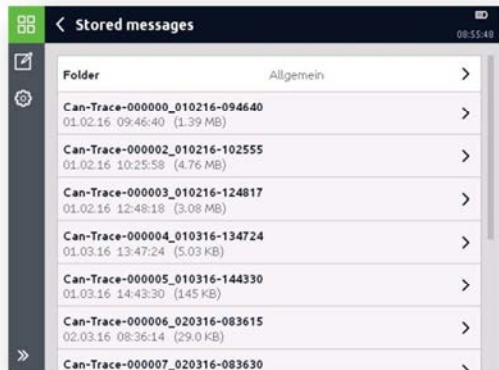 Stored messages
08:55:48
Folder Allgemein
Can-Trace-000000_010216-094640
01.02.16 09:46:40 (1.39 MB)
Can-Trace-000002_010216-102555
01.02.16 10:25:58 (4.76 MB)
Can-Trace-000003_010216-124817
01.02.16 12:48:18 (3.08 MB)
Can-Trace-000004_010316-134724
01.03.16 13:47:24 (5.03 KB)
Can-Trace-000005_010316-144330
01.03.16 14:43:30 (145 KB)
Can-Trace-000006_020316-083615
02.03.16 08:36:14 (29.0 KB)
Can-Trace-000007_020316-083630